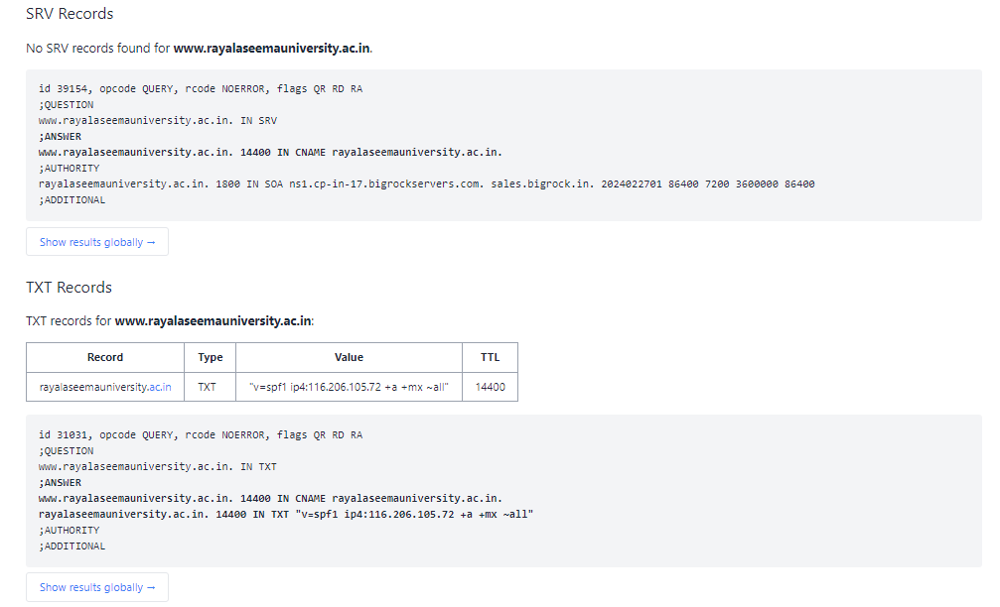 SRV Records
No SRV records found for www.rayalaseemauniversity.ac.in.
id 39154, opcode QUERY, rcode NOERROR, flags QR RD RA
;QUESTION
www.rayalaseemauniversity.ac.in. IN SRV
;ANSWER
www.rayalaseemauniversity.ac.in. 14400 IN CNAME rayalaseemauniversity.ac.in.
;AUTHORITY
rayalaseemauniversity.ac.in. 1800 IN SOA ns1.cp-in-17.bigrockservers.com. sales.bigrock.in. 2024022701 86400 7200 3600000 86400
;ADDITIONAL
Show results globally →
TXT Records
TXT records for www.rayalaseemauniversity.ac.in:
Record Type Value TTL
rayalaseemauniversity.ac.in TXT "v=spf1 ip4:116.206.105.72 +a +mx ~all" 14400
id 31031, opcode QUERY, rcode NOERROR, flags QR RD RA
;QUESTION
www.rayalaseemauniversity.ac.in. IN TXT
;ANSWER
www.rayalaseemauniversity.ac.in. 14400 IN CNAME rayalaseemauniversity.ac.in.
rayalaseemauniversity.ac.in. 14400 IN TXT "v=spf1 ip4:116.206.105.72 +a +mx ~all"
;AUTHORITY
;ADDITIONAL
Show results globally →